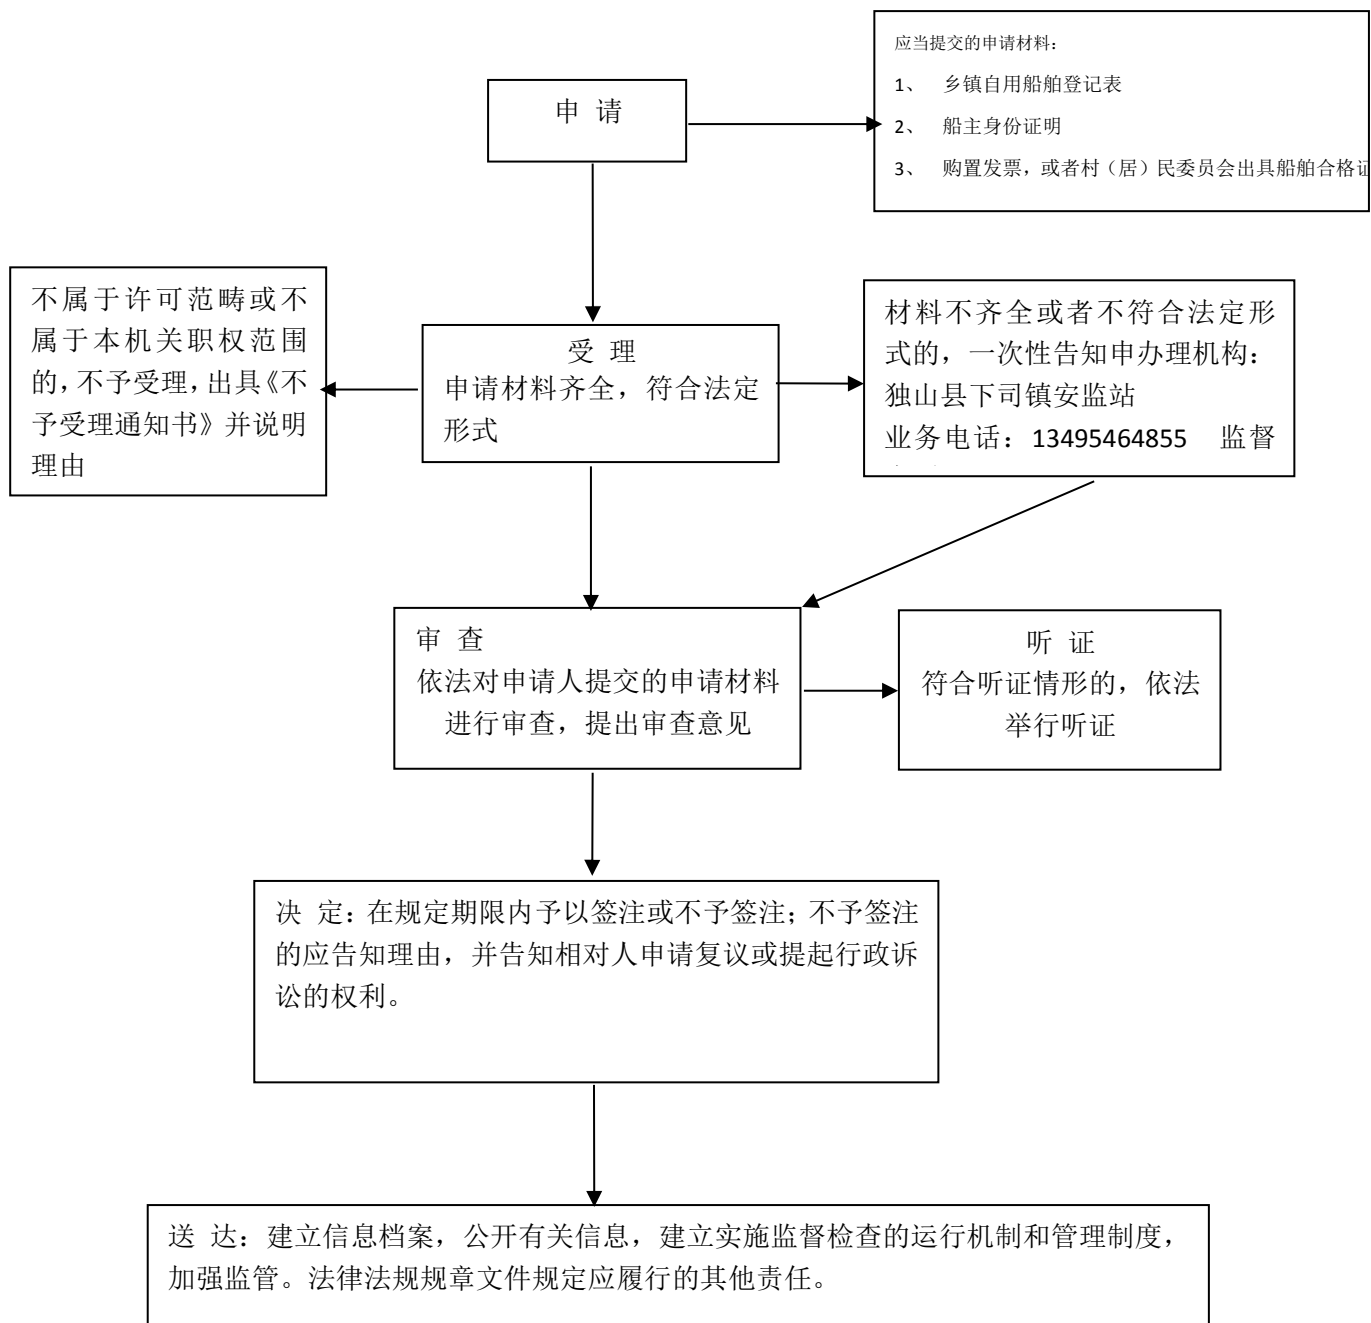 应当提交的申请材料：
1、 乡镇自用船舶登记表
2、 船主身份证明
3、 购置发票，或者村（居）民委员会出具船舶合格证
申 请
不属于许可范畴或不
属于本机关职权范围
的，不予受理，出具《不
予受理通知书》并说明
理由
受 理
申请材料齐全，符合法定
形式
材料不齐全或者不符合法定形
式的，一次性告知申办理机构：
独山县下司镇安监站
业务电话：13495464855 监督
审 查
依法对申请人提交的申请材料
进行审查，提出审查意见
听 证
符合听证情形的，依法
举行听证
决 定：在规定期限内予以签注或不予签注；不予签注
的应告知理由，并告知相对人申请复议或提起行政诉
讼的权利。
送 达：建立信息档案，公开有关信息，建立实施监督检查的运行机制和管理制度，
加强监管。法律法规规章文件规定应履行的其他责任。